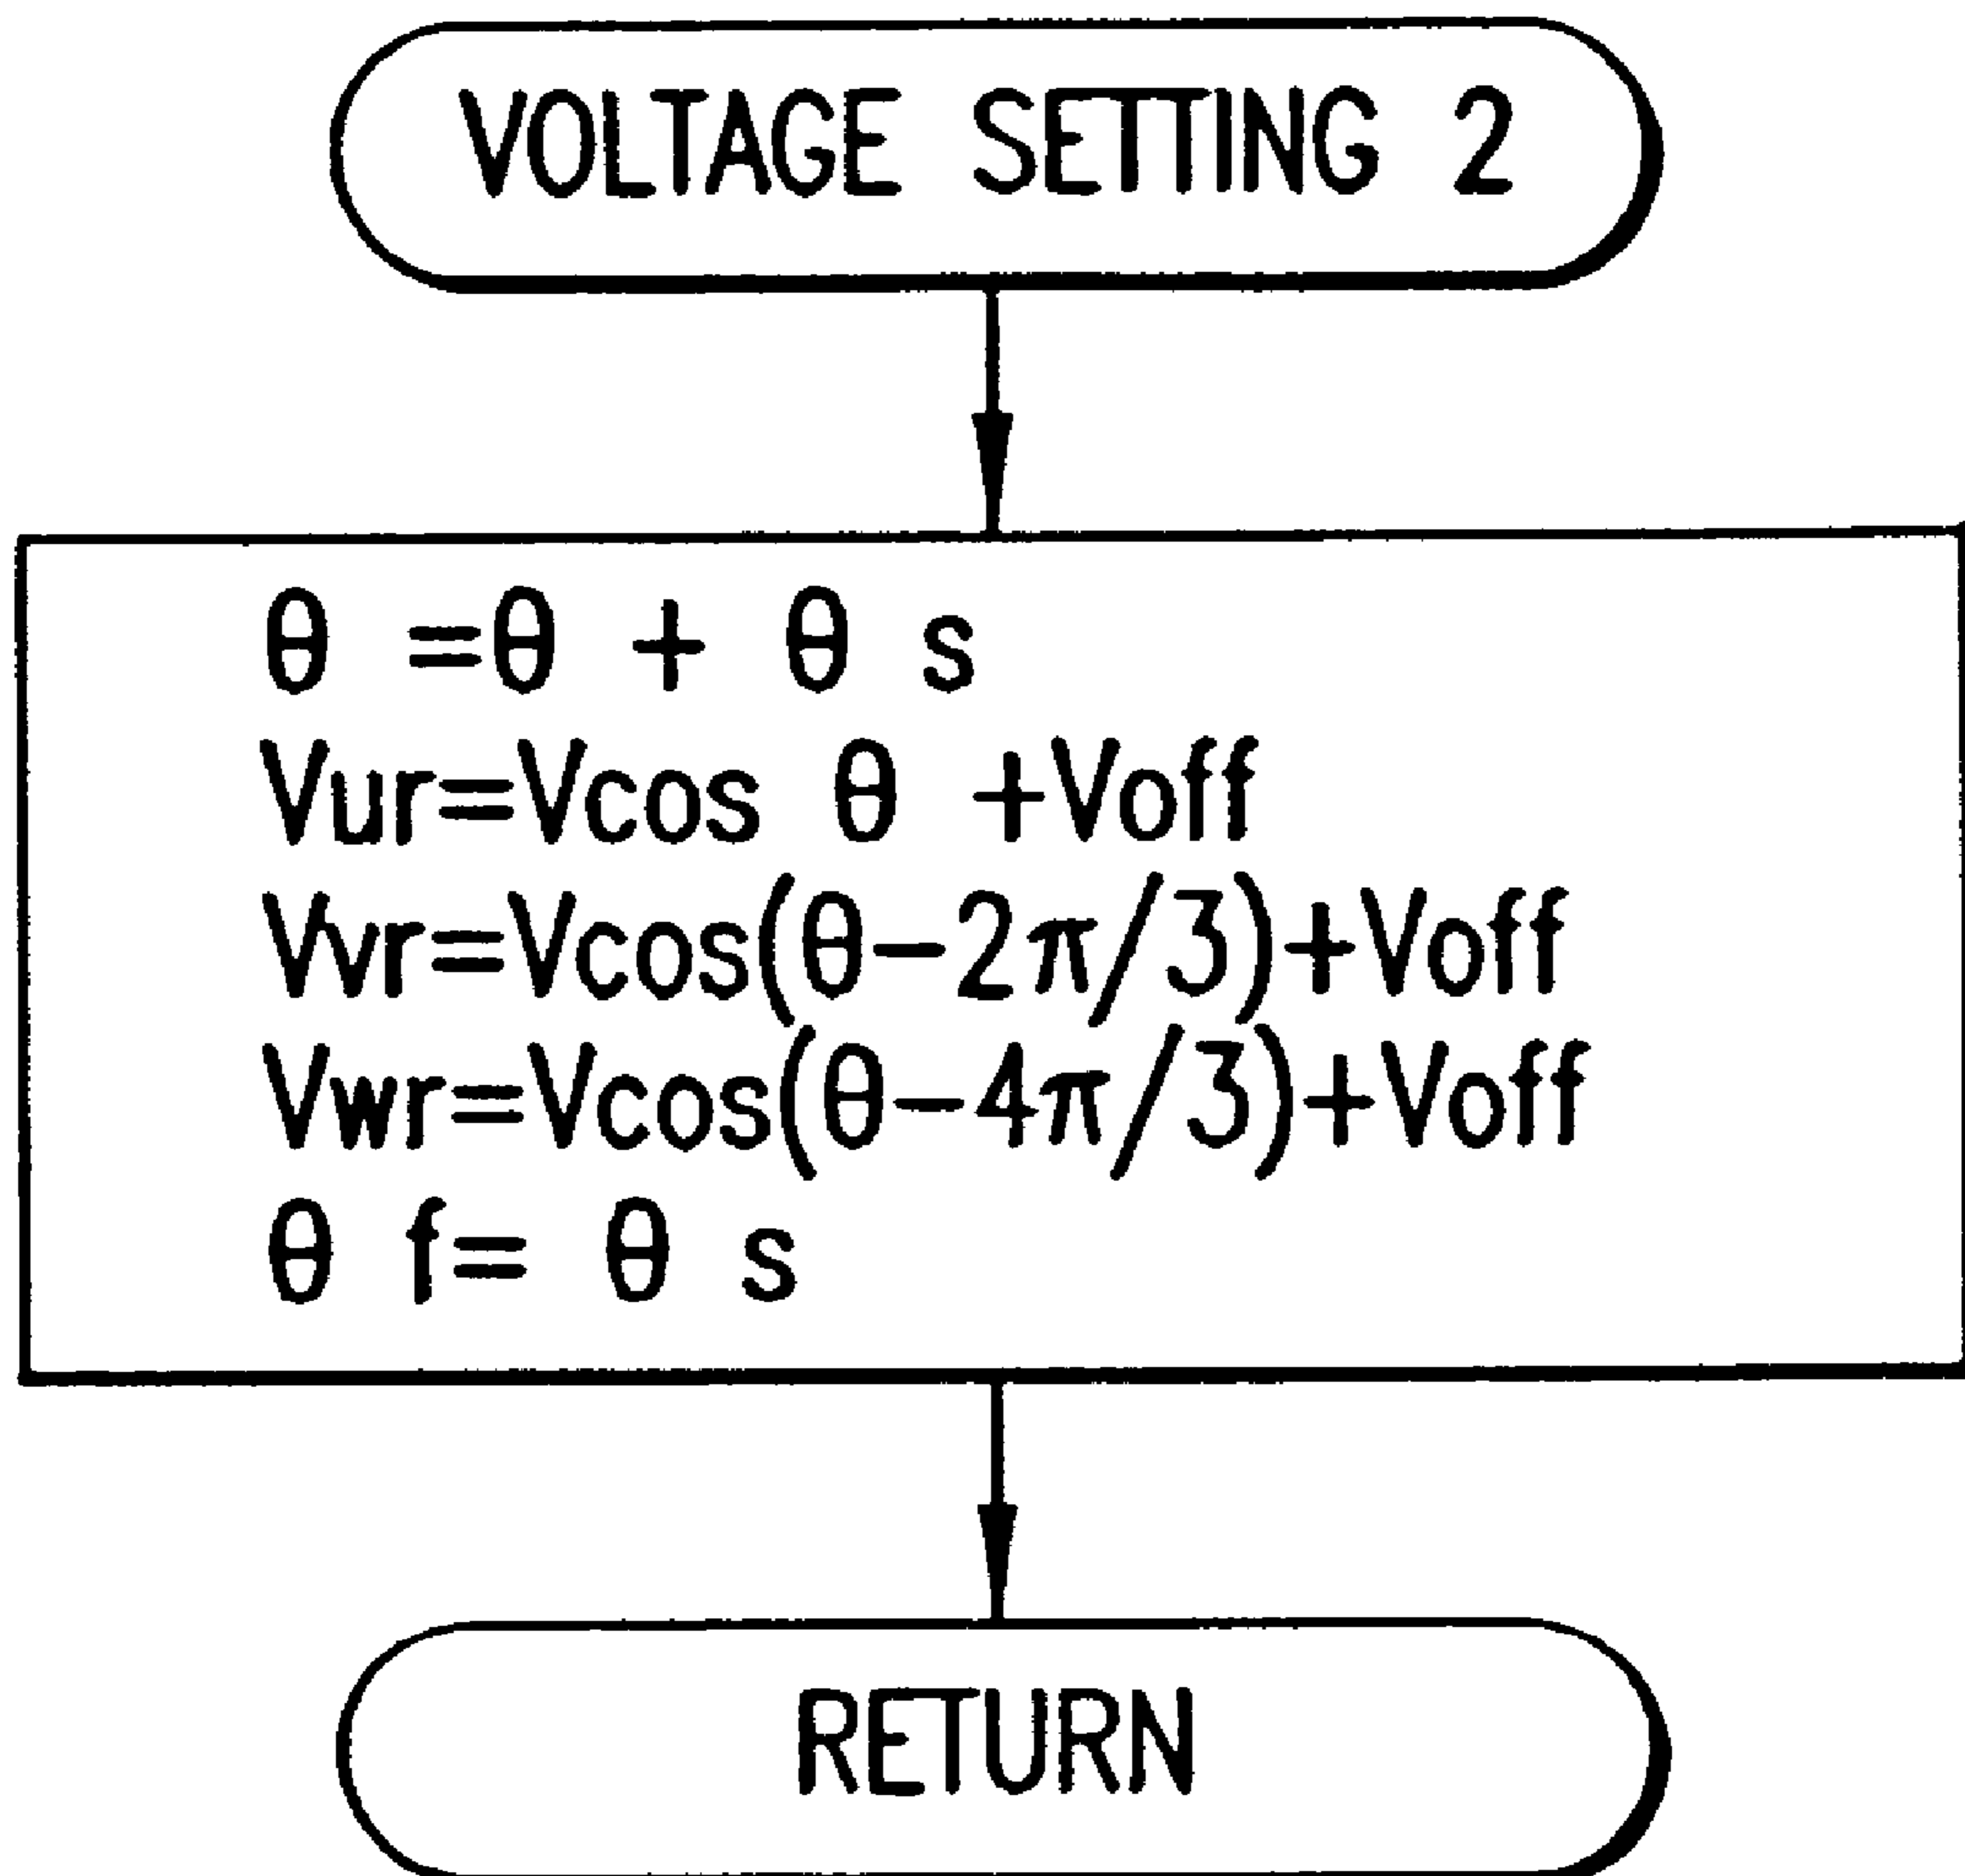 VOLTAGE SETTING 2
θ =θ + θ s
Vur=Vcos θ +Voff
Vvr=Vcos(θ-2π/3)+Voff
Vwr=Vcos(θ-4π/3)+Voff
θ f= θ s
RETURN